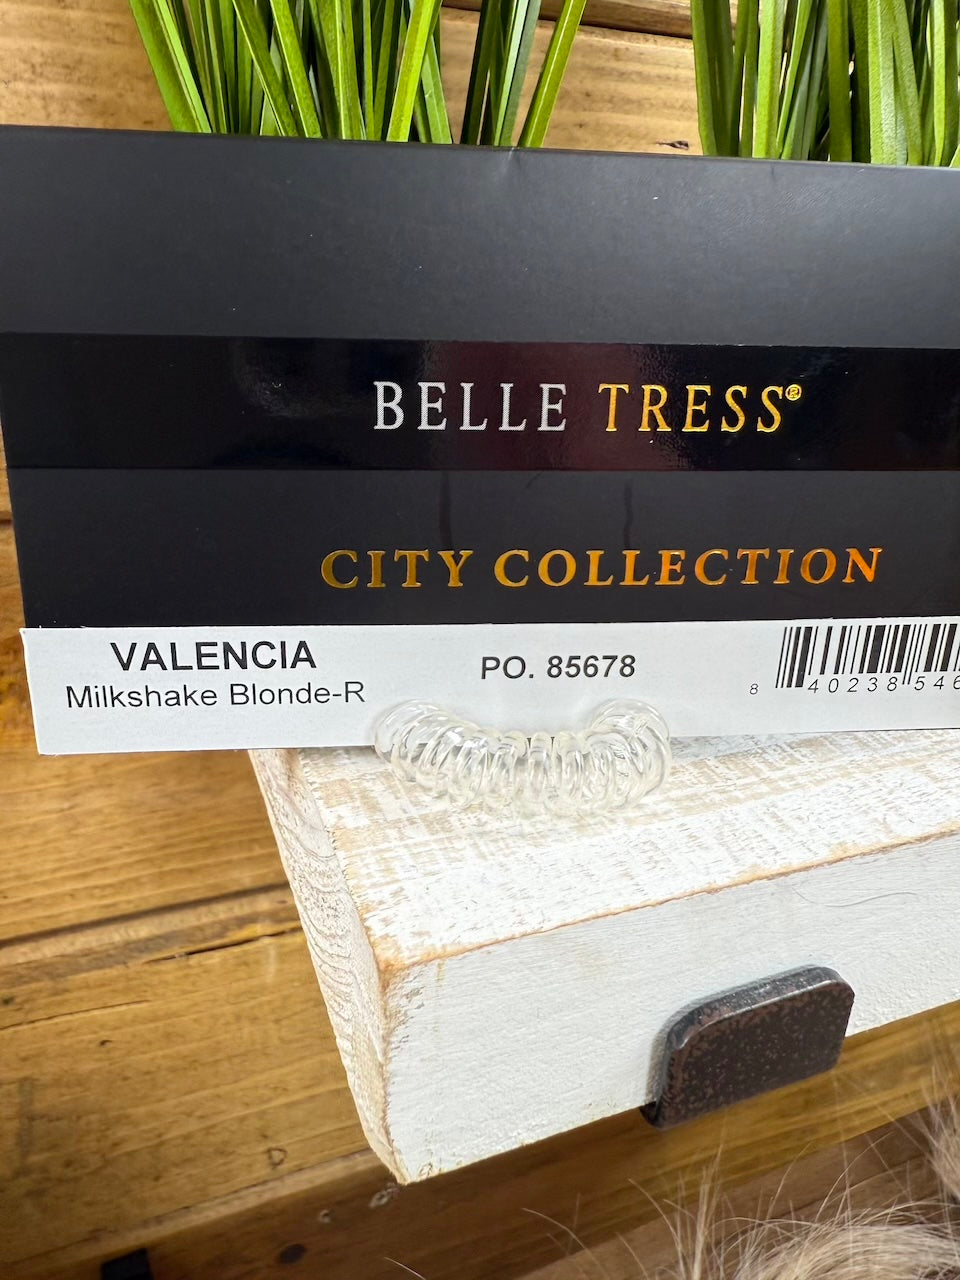 BELLE TRESS®
CITY COLLECTION
VALENCIA
Milkshake Blonde-R
PO. 85678
8 40238 546